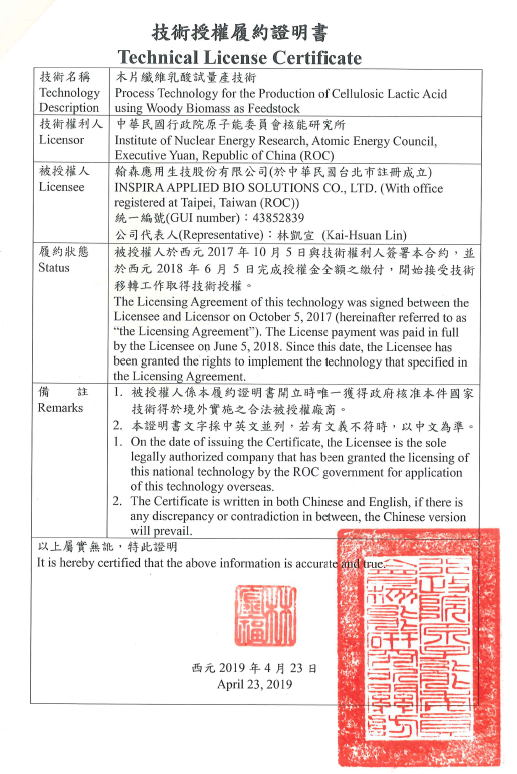 技術授權履約證明書
Technical License Certificate
技術名稱
Technology
Description
木片纖維乳酸試量產技術
Process Technology for the Production of Cellulosic Lactic Acid
using Woody Biomass as Feedstock
技術權利人
Licensor
中華民國行政院原子能委員會核能研究所
Institute of Nuclear Energy Research, Atomic Energy Council,
Executive Yuan, Republic of China (ROC)
被授權人
Licensee
翰森應用生技股份有限公司(於中華民國台北市註冊成立)
INSPIRA APPLIED BIO SOLUTIONS CO., LTD. (With office
registered at Taipei, Taiwan (ROC))
統一編號(GUI number)：43852839
公司代表人(Representative)：林凱宣 (Kai-Hsuan Lin)
履約狀態
Status
被授權人於西元 2017 年 10 月 5 日與技術權利人簽署本合約，並
於西元 2018 年 6 月 5 日完成授權金全額之繳付，開始接受技術
移轉工作取得技術授權。
The Licensing Agreement of this technology was signed between the
Licensee and Licensor on October 5, 2017 (hereinafter referred to as
“the Licensing Agreement”). The License payment was paid in full
by the Licensee on June 5, 2018. Since this date, the Licensee has
been granted the rights to implement the technology that specified in
the Licensing Agreement.
備 註
Remarks
1. 被授權人係本履約證明書開立時唯一獲得政府核准本件國家
技術得於境外實施之合法被授權廠商。
2. 本證明書文字採中英文並列，若有文義不符時，以中文為準。
1. On the date of issuing the Certificate, the Licensee is the sole
legally authorized company that has been granted the licensing of
this national technology by the ROC government for application
of this technology overseas.
2. The Certificate is written in both Chinese and English, if there is
any discrepancy or contradiction in between, the Chinese version
will prevail.
以上屬實無訛，特此證明
It is hereby certified that the above information is accurate and true.
西元 2019 年 4 月 23 日
April 23, 2019